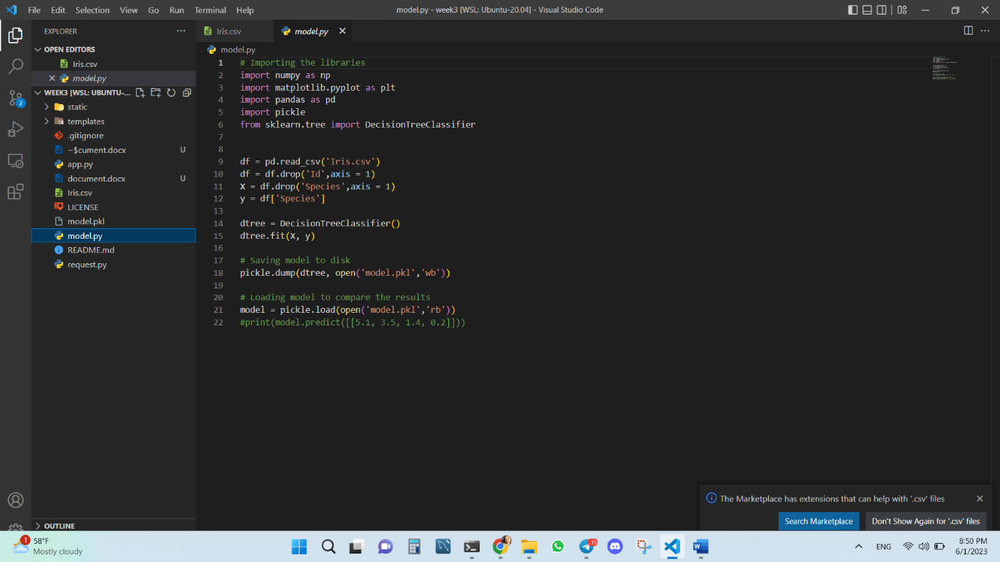 File Edit Selection View Go Run Terminal Help
model.py - week3 [WSL: Ubuntu-20.04] - Visual Studio Code
EXPLORER
OPEN EDITORS
Iris.csv
model.py
WEEK3 [WSL: UBUNTU-...
static
templates
.gitignore
~$cument.docx U
app.py
document.docx U
Iris.csv
LICENSE
model.pkl
model.py
README.md
request.py
OUTLINE
2
Iris.csv
model.py
model.py
1 # Importing the libraries
2 import numpy as np
3 import matplotlib.pyplot as plt
4 import pandas as pd
5 import pickle
6 from sklearn.tree import DecisionTreeClassifier
7
8
9 df = pd.read_csv('Iris.csv')
10 df = df.drop('Id',axis = 1)
11 X = df.drop('Species',axis = 1)
12 y = df['Species']
13
14 dtree = DecisionTreeClassifier()
15 dtree.fit(X, y)
16
17 # Saving model to disk
18 pickle.dump(dtree, open('model.pkl','wb'))
19
20 # Loading model to compare the results
21 model = pickle.load(open('model.pkl','rb'))
22 #print(model.predict([[5.1, 3.5, 1.4, 0.2]]))
The Marketplace has extensions that can help with '.csv' files
Search Marketplace
Don't Show Again for '.csv' files
1
58°F
Mostly cloudy
15
ENG
8:50 PM
6/1/2023